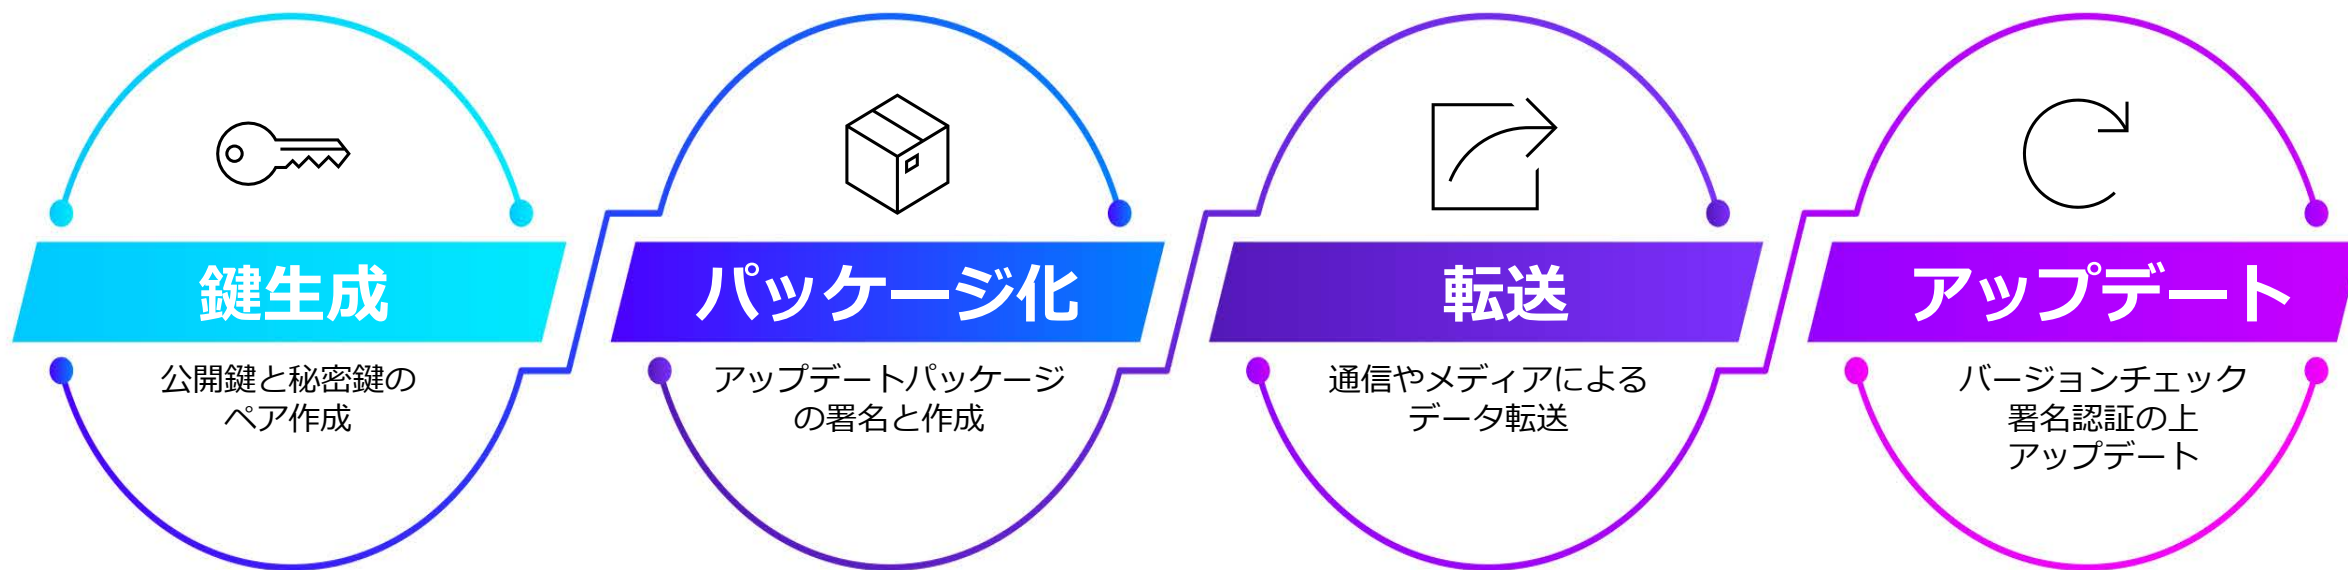 鍵生成
公開鍵と秘密鍵の
ペア作成
パッケージ化
アップデートパッケージ
の署名と作成
転送
通信やメディアによる
データ転送
アップデート
バージョンチェック
署名認証の上
アップデート